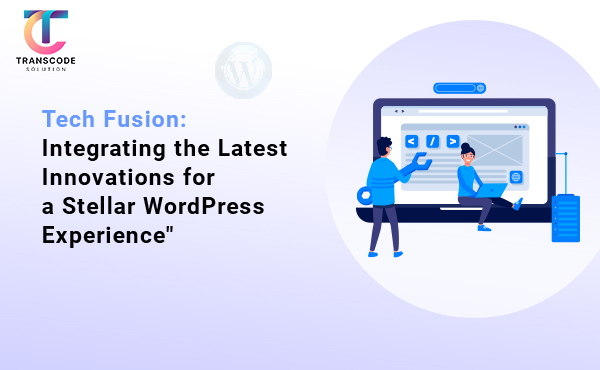 TRANSCODE
SOLUTION
Tech Fusion:
Integrating the Latest
Innovations for
a Stellar WordPress
Experience"
< / >